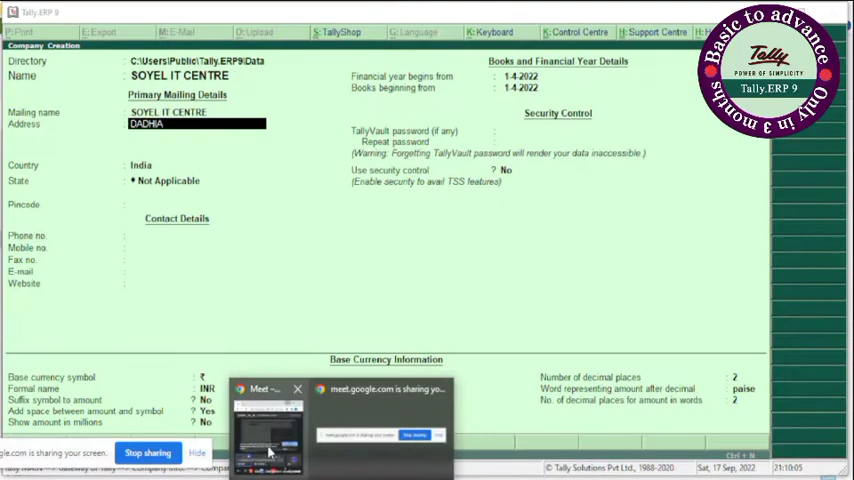 Tally.ERP 9
P: Print
E: Export
M: E-Mail
O: Upload
S: TallyShop
G: Language
K: Keyboard
K: Control Centre
H: Support Centre
H:
Company Creation
Directory : C:\Users\Public\Tally.ERP9\Data
Name : SOYEL IT CENTRE
Primary Mailing Details
Mailing name : SOYEL IT CENTRE
Address : DADHIA
Country : India
State : ♦ Not Applicable
Pincode :
Contact Details
Phone no. :
Mobile no. :
Fax no. :
E-mail :
Website :
Books and Financial Year Details
Financial year begins from : 1-4-2022
Books beginning from : 1-4-2022
Security Control
TallyVault password (if any) :
Repeat password :
(Warning: Forgetting TallyVault password will render your data inaccessible.)
Use security control ? No
(Enable security to avail TSS features)
Basic to advance
Tally
POWER OF SIMPLICITY
Tally.ERP 9
Only in 3 months
Base Currency Information
Base currency symbol : ₹
Formal name : INR
Suffix symbol to amount ? No
Add space between amount and symbol ? Yes
Show amount in millions ? No
Number of decimal places : 2
Word representing amount after decimal : paise
No. of decimal places for amount in words : 2
Meet –...
meet.google.com is sharing yo...
Stop sharing
gle.com is sharing your screen.
Stop sharing
Hide
Ctrl + N
© Tally Solutions Pvt Ltd., 1988-2020
Sat, 17 Sep, 2022
21:10:05